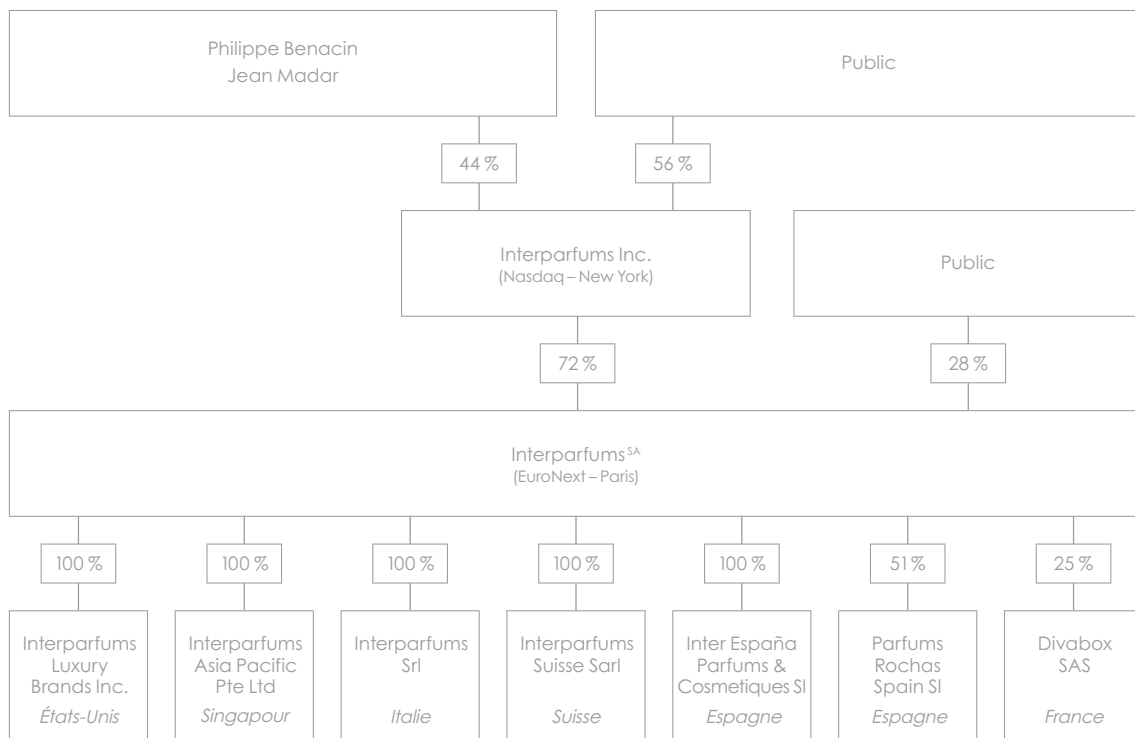 Philippe Benacin
Jean Madar
Public
44 %
56 %
Interparfums Inc.
(Nasdaq – New York)
Public
72 %
28 %
Interparfums SA
(EuroNext – Paris)
100 %
100 %
100 %
100 %
100 %
51 %
25 %
Interparfums
Luxury
Brands Inc.
États-Unis
Interparfums
Asia Pacific
Pte Ltd
Singapour
Interparfums
Srl
Italie
Interparfums
Suisse Sarl
Suisse
Inter España
Parfums &
Cosmetiques Sl
Espagne
Parfums
Rochas
Spain Sl
Espagne
Divabox
SAS
France